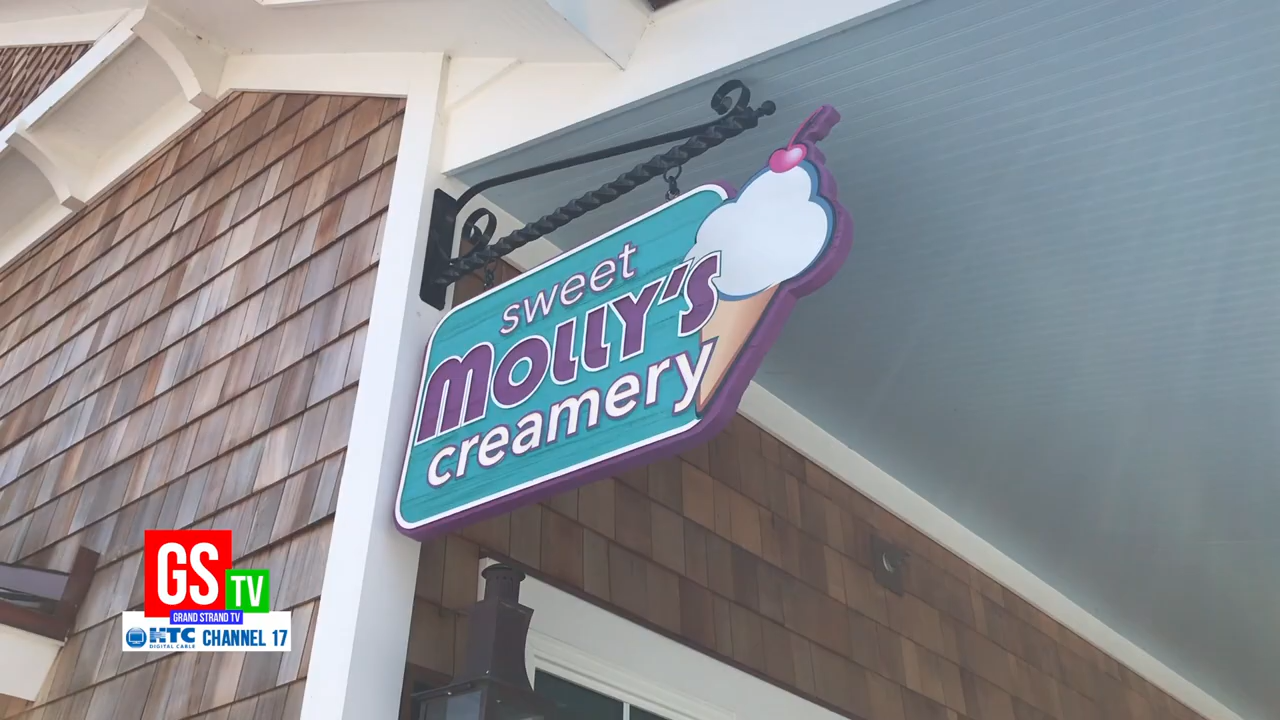 sweet
MOLLY'S
creamery
GS
TV
GRAND STRAND TV
HTC
DIGITAL CABLE
CHANNEL 17